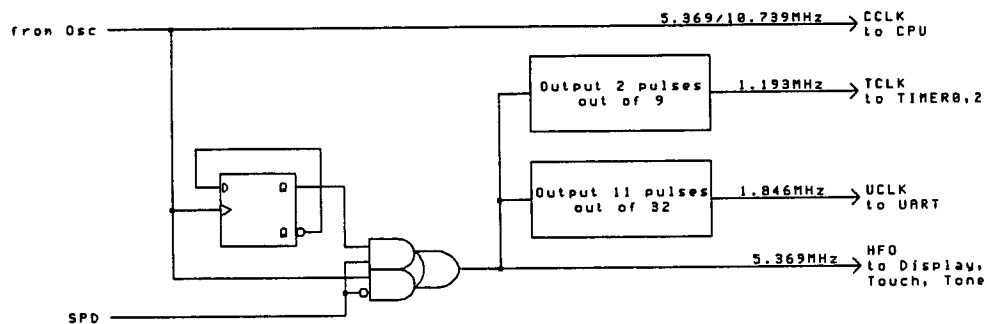 from Osc
5.369/10.739MHz
CCLK
to CPU
Output 2 pulses
out of 9
1.193MHz
TCLK
to TIMER0,2
D
Q
Q
Output 11 pulses
out of 32
1.846MHz
UCLK
to UART
5.369MHz
HFO
to Display,
Touch, Tone
SPD